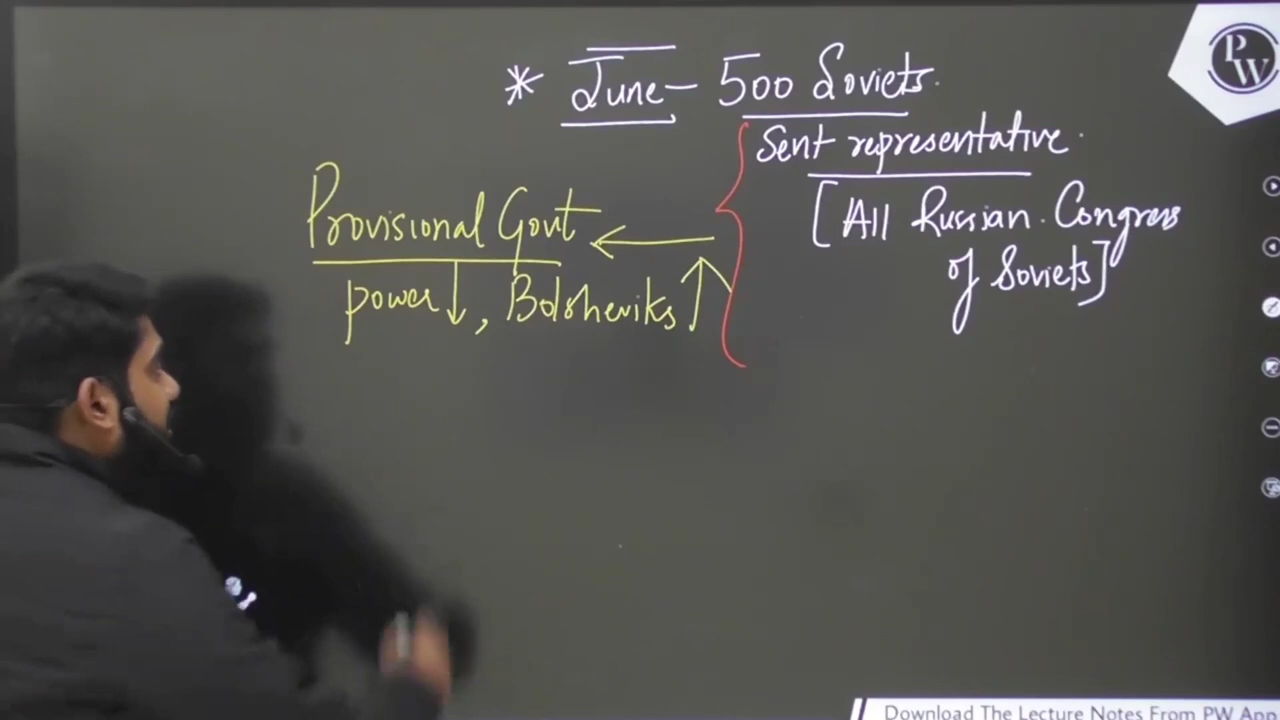 * June - 500 Soviets.
Sent representative.
[All Russian Congress
of Soviets]
Provisional Govt ←
power ↓, Bolsheviks ↑
PW
Download The Lecture Notes From PW App